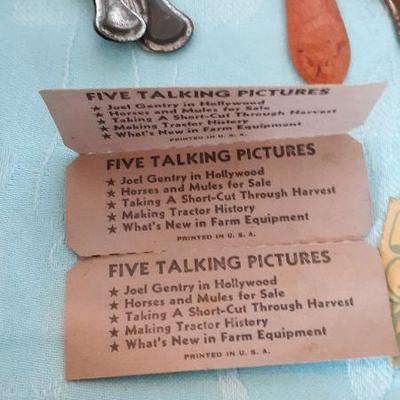 FIVE TALKING PICTURES
★ Joel Gentry in Hollywood
★ Horses and Mules for Sale
★ Taking A Short-Cut Through Harvest
★ Making Tractor History
★ What's New in Farm Equipment
PRINTED IN U. S. A.
FIVE TALKING PICTURES
★ Joel Gentry in Hollywood
★ Horses and Mules for Sale
★ Taking A Short-Cut Through Harvest
★ Making Tractor History
★ What's New in Farm Equipment
PRINTED IN U. S. A.
FIVE TALKING PICTURES
★ Joel Gentry in Hollywood
★ Horses and Mules for Sale
★ Taking A Short-Cut Through Harvest
★ Making Tractor History
★ What's New in Farm Equipment
PRINTED IN U. S. A.